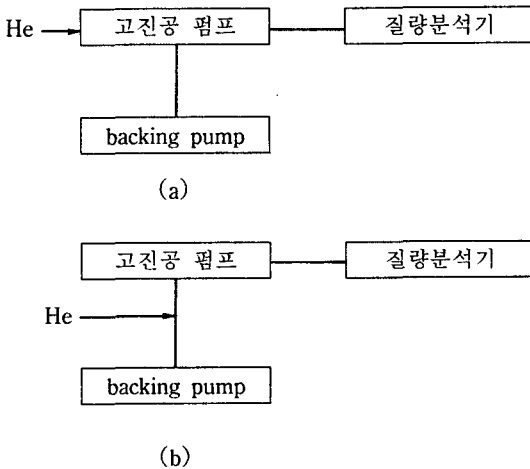 He 고진공 펌프 질량분석기
backing pump
(a)
고진공 펌프 질량분석기
He
backing pump
(b)